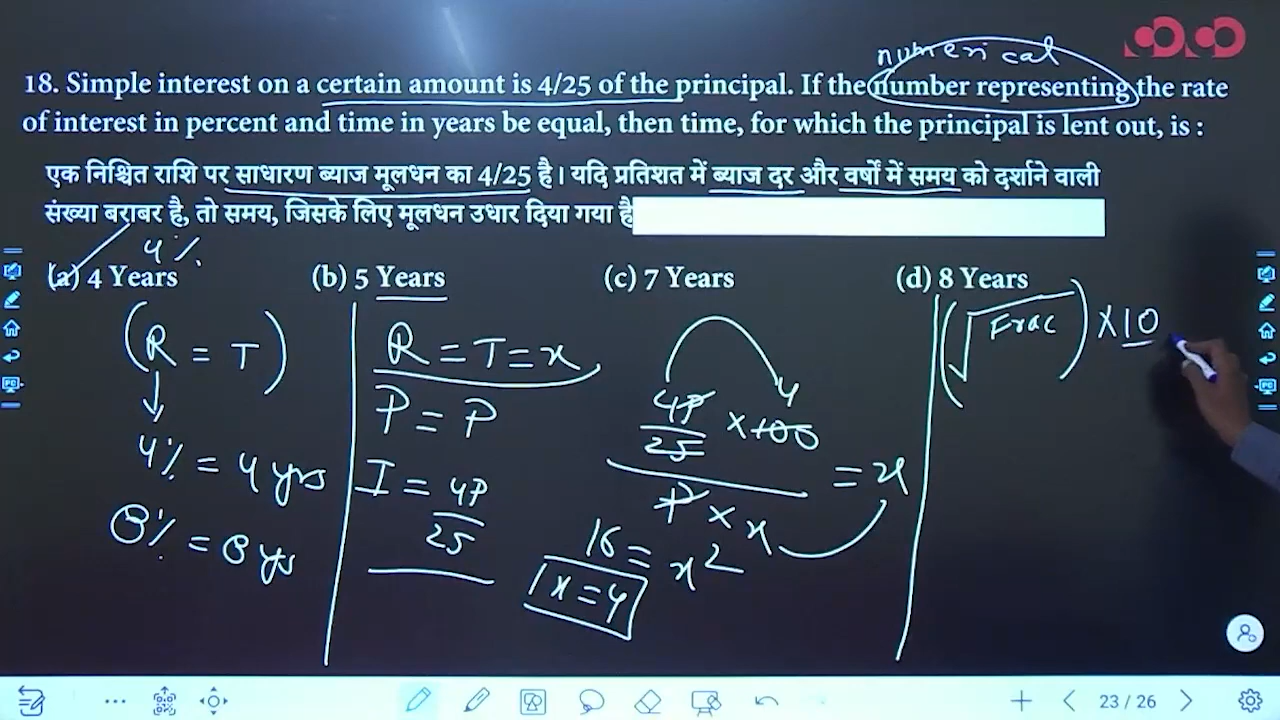 numerical
18. Simple interest on a certain amount is 4/25 of the principal. If the number representing the rate
of interest in percent and time in years be equal, then time, for which the principal is lent out, is :
एक निश्चित राशि पर साधारण ब्याज मूलधन का 4/25 है। यदि प्रतिशत में ब्याज दर और वर्षों में समय को दर्शाने वाली
संख्या बराबर है, तो समय, जिसके लिए मूलधन उधार दिया गया है
4%
(a) 4 Years (b) 5 Years (c) 7 Years (d) 8 Years
(R = T)
4% = 4 yrs
8% = 8 ys
R = T = x
P = P
I = 4P/25
4P/25 × 100 4
P × x
= x
16 = x²
x = 4
(√Frac) × 10
PC
PC
23 / 26